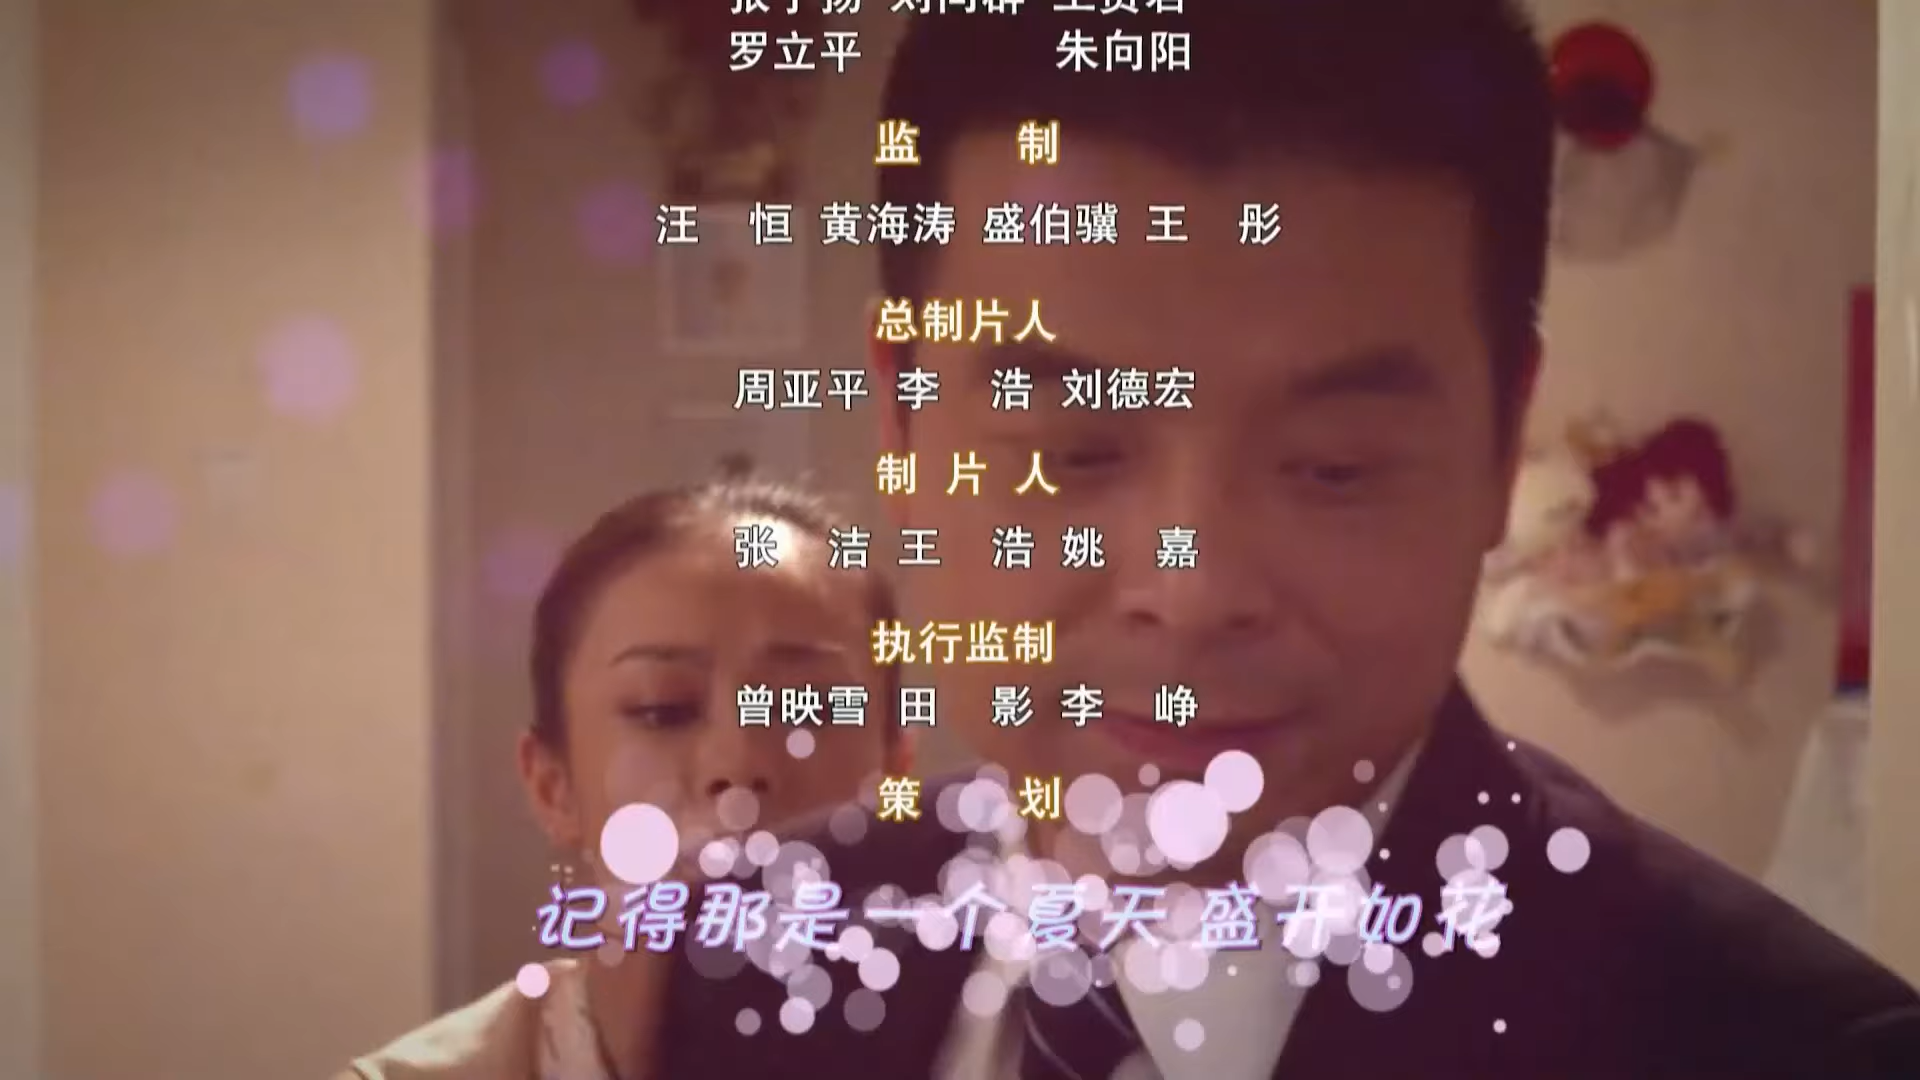 罗立平 朱向阳
监 制
汪 恒 黄海涛 盛伯骥 王 彤
总制片人
周亚平 李 浩 刘德宏
制 片 人
张 洁 王 浩 姚 嘉
执行监制
曾映雪 田 影 李 峥
策 划
记得那是一个夏天 盛开如花